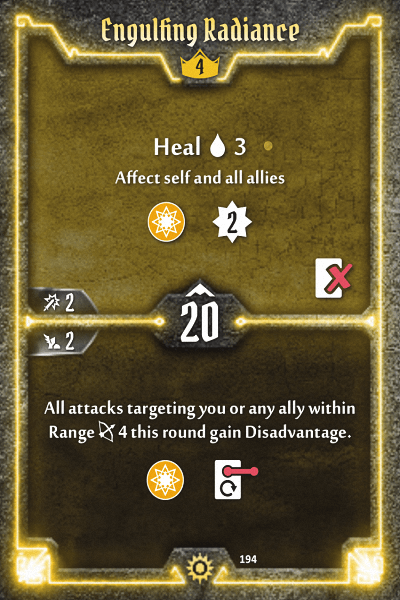 Engulfing Radiance
4
Heal 3
Affect self and all allies
2
2
20
2
All attacks targeting you or any ally within
Range 4 this round gain Disadvantage.
194